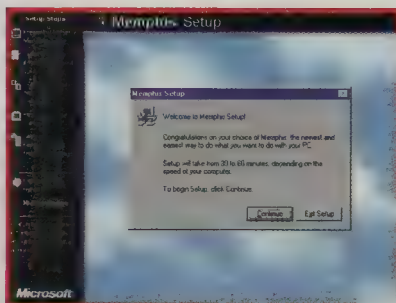 Setup Steps
Memphis Setup
Memphis Setup
Welcome to Memphis Setup!
Congratulations on your choice of Memphis, the newest and
easiest way to do what you want to do with your PC.
Setup will take from 30 to 60 minutes, depending on the
speed of your computer.
To begin Setup, click Continue.
Continue
Exit Setup
Microsoft